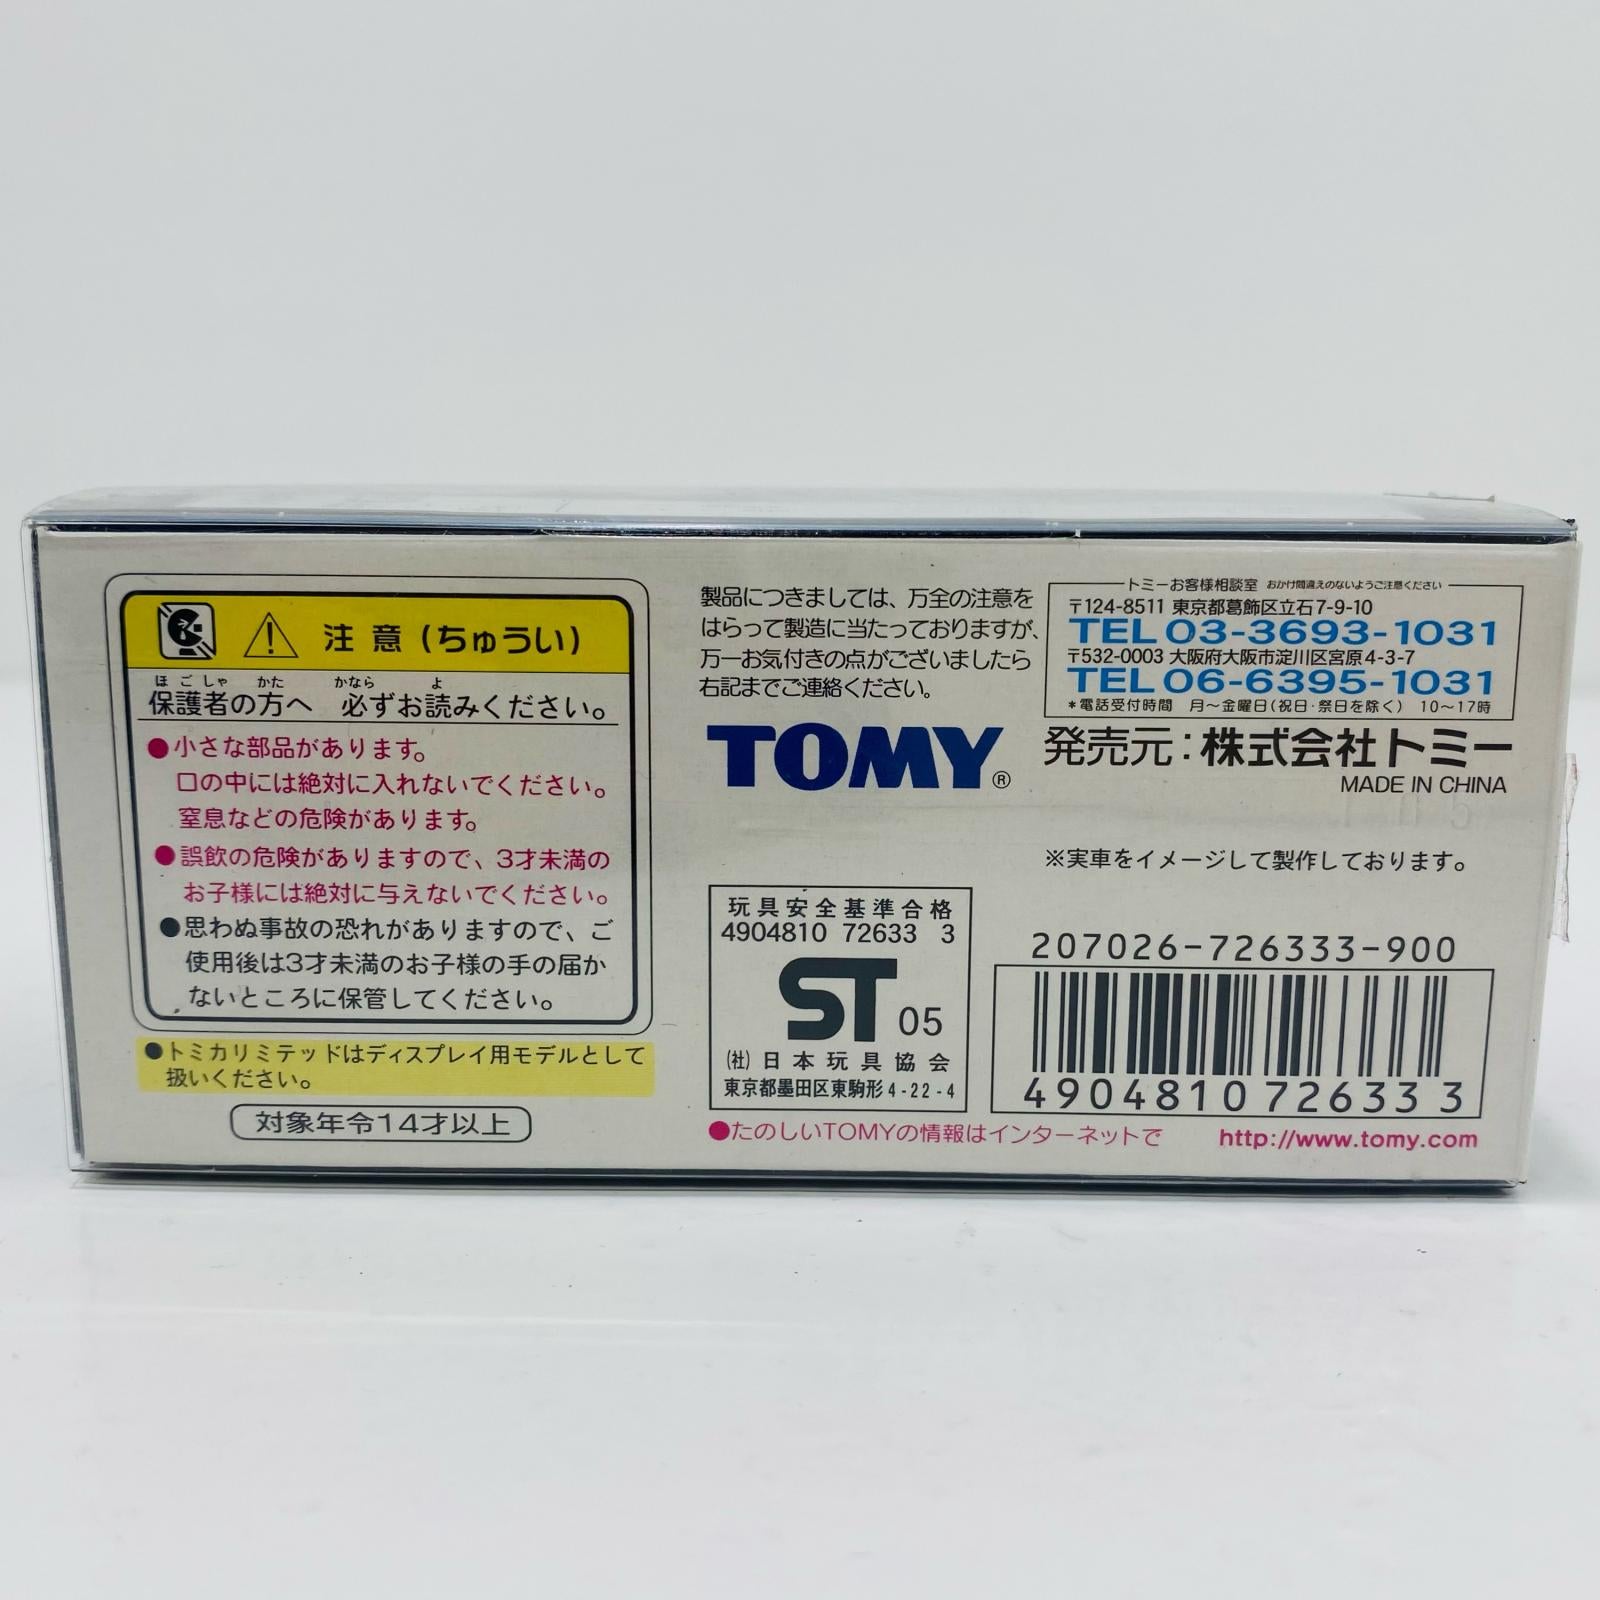 注意(ちゅうい)
ほごしゃ かた かなら よ
保護者の方へ 必ずお読みください。
●小さな部品があります。
口の中には絶対に入れないでください。
窒息などの危険があります。
●誤飲の危険がありますので、3才未満の
お子様には絶対に与えないでください。
●思わぬ事故の恐れがありますので、ご
使用後は3才未満のお子様の手の届か
ないところに保管してください。
●トミカリミテッドはディスプレイ用モデルとして
扱いください。
対象年令14才以上
製品につきましては、万全の注意を
はらって製造に当たっておりますが、
万一お気付きの点がございましたら
右記までご連絡ください。
TOMY®
トミーお客様相談室 おかけ間違えのないようご注意ください
〒124-8511 東京都葛飾区立石7-9-10
TEL 03-3693-1031
〒532-0003 大阪府大阪市淀川区宮原4-3-7
TEL 06-6395-1031
*電話受付時間 月〜金曜日(祝日・祭日を除く) 10〜17時
発売元:株式会社トミー
MADE IN CHINA
※実車をイメージして製作しております。
玩具安全基準合格
4904810 72633 3
ST 05
(社)日本玩具協会
東京都墨田区東駒形4-22-4
207026-726333-900
4904810726333
●たのしいTOMYの情報はインターネットで http://www.tomy.com